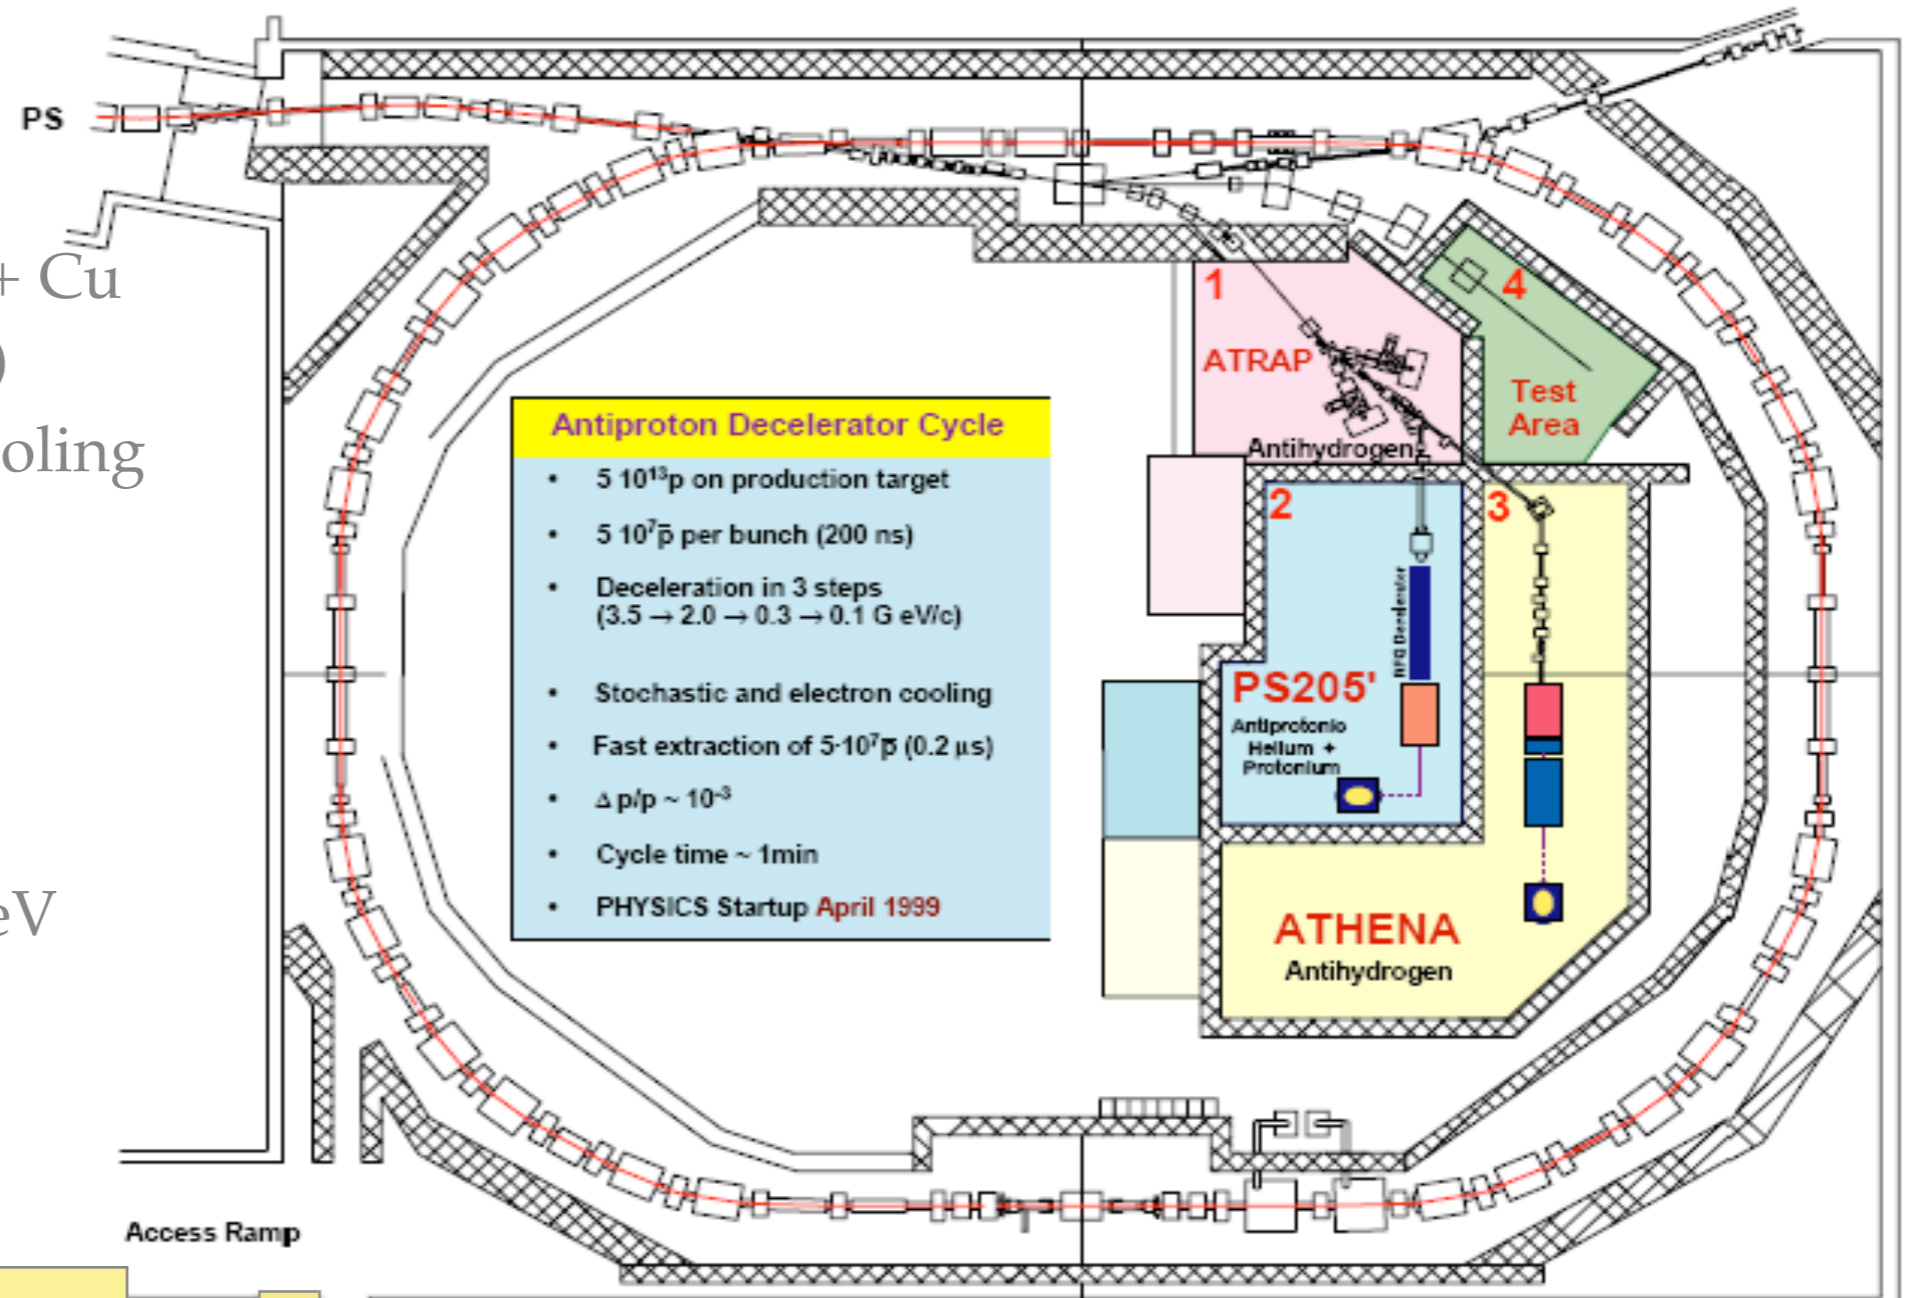 PS
+ Cu
)
oling
eV
Antiproton Decelerator Cycle
• 5 10¹³p on production target
• 5 10⁷p̅ per bunch (200 ns)
• Deceleration in 3 steps
(3.5 → 2.0 → 0.3 → 0.1 G eV/c)
• Stochastic and electron cooling
• Fast extraction of 5·10⁷p̅ (0.2 µs)
• Δ p/p ~ 10⁻³
• Cycle time ~ 1min
• PHYSICS Startup April 1999
1
ATRAP
Antihydrogen
4
Test
Area
2
RFQ Decelerator
PS205'
Antiprotonic
Helium +
Protonium
3
ATHENA
Antihydrogen
Access Ramp